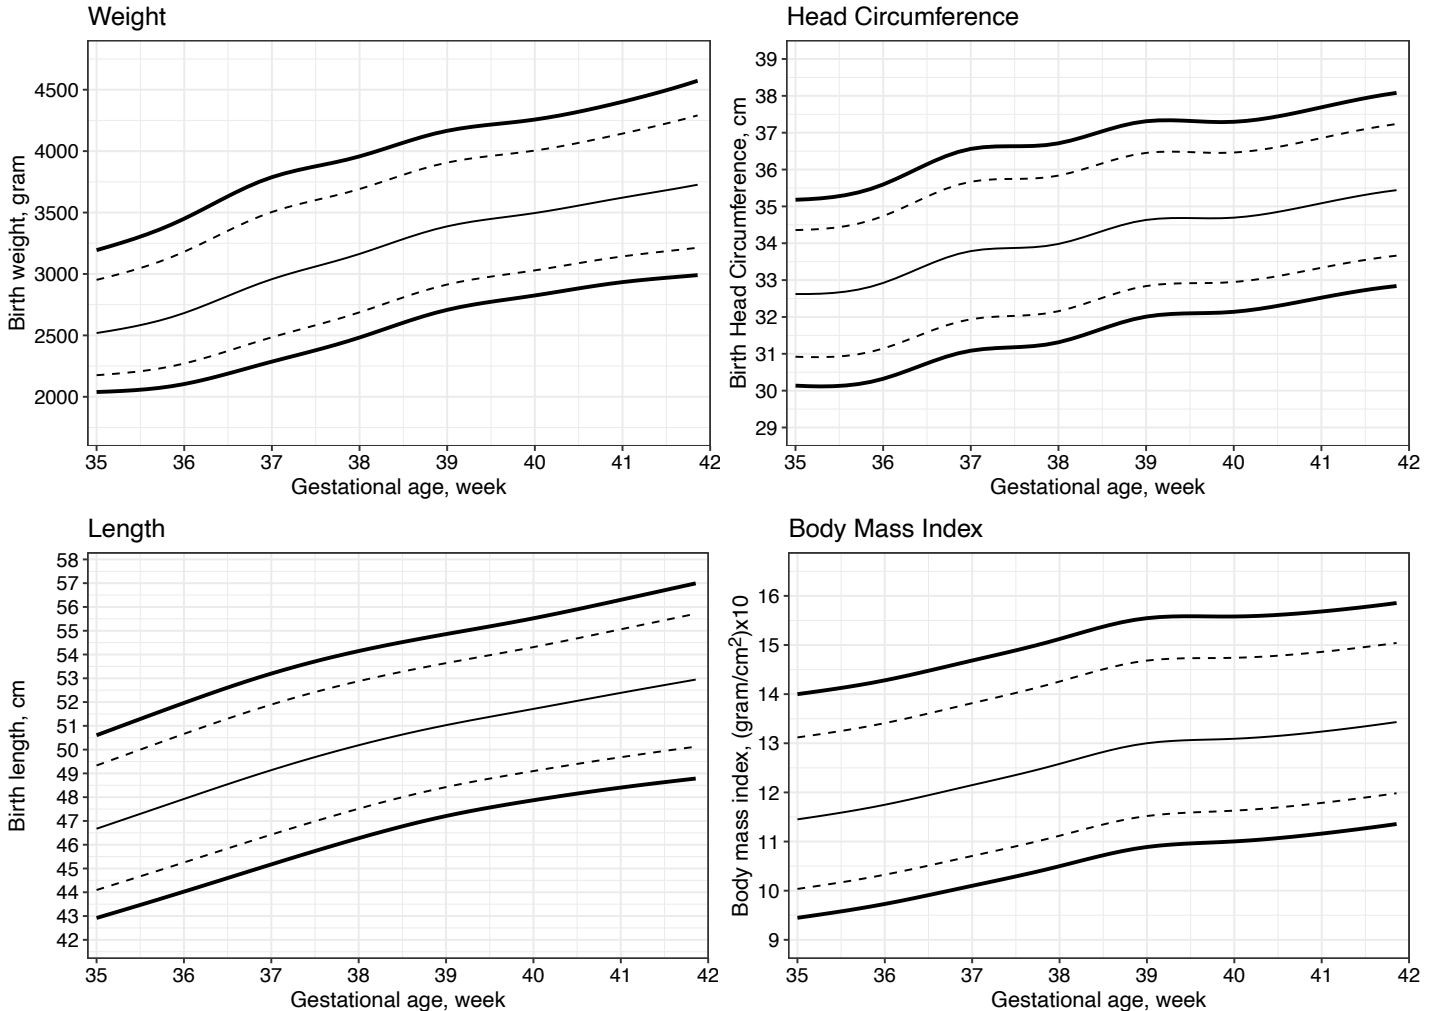 Weight
Birth weight, gram
4500
4000
3500
3000
2500
2000
35 36 37 38 39 40 41 42
Gestational age, week
Head Circumference
Birth Head Circumference, cm
39
38
37
36
35
34
33
32
31
30
29
35 36 37 38 39 40 41 42
Gestational age, week
Length
Birth length, cm
58
57
56
55
54
53
52
51
50
49
48
47
46
45
44
43
42
35 36 37 38 39 40 41 42
Gestational age, week
Body Mass Index
Body mass index, (gram/cm²)x10
16
15
14
13
12
11
10
9
35 36 37 38 39 40 41 42
Gestational age, week